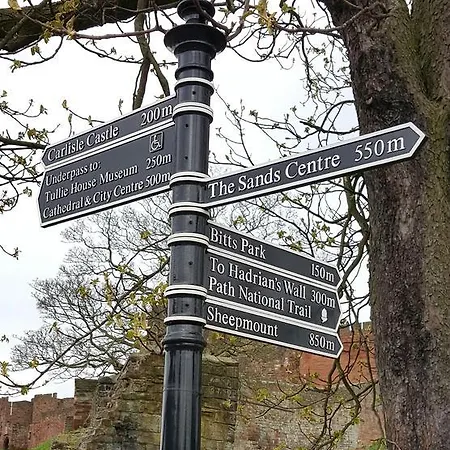 Carlisle Castle 200m
Underpass to:
Tullie House Museum 250m
Cathedral & City Centre 500m
The Sands Centre 550m
Bitts Park 150m
To Hadrian's Wall 300m
Path National Trail
Sheepmount 850m